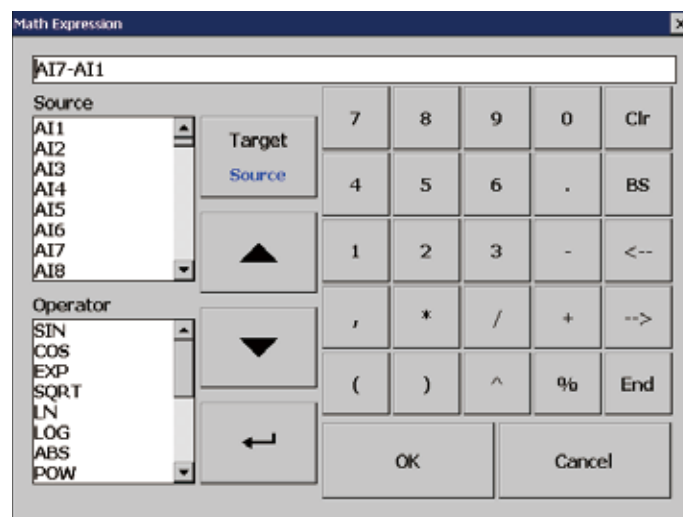 Math Expression
AI7-AI1
Source
AI1
AI2
AI3
AI4
AI5
AI6
AI7
AI8
Target
Source
Operator
SIN
COS
EXP
SQRT
LN
LOG
ABS
POW
7 8 9 0 Clr
4 5 6 . BS
1 2 3 - <--
, * / + -->
( ) ^ % End
OK Cancel